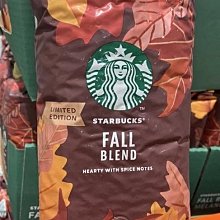 LIMITED
EDITION
STARBUCKS®
FALL
BLEND
HEARTY WITH SPICE NOTES